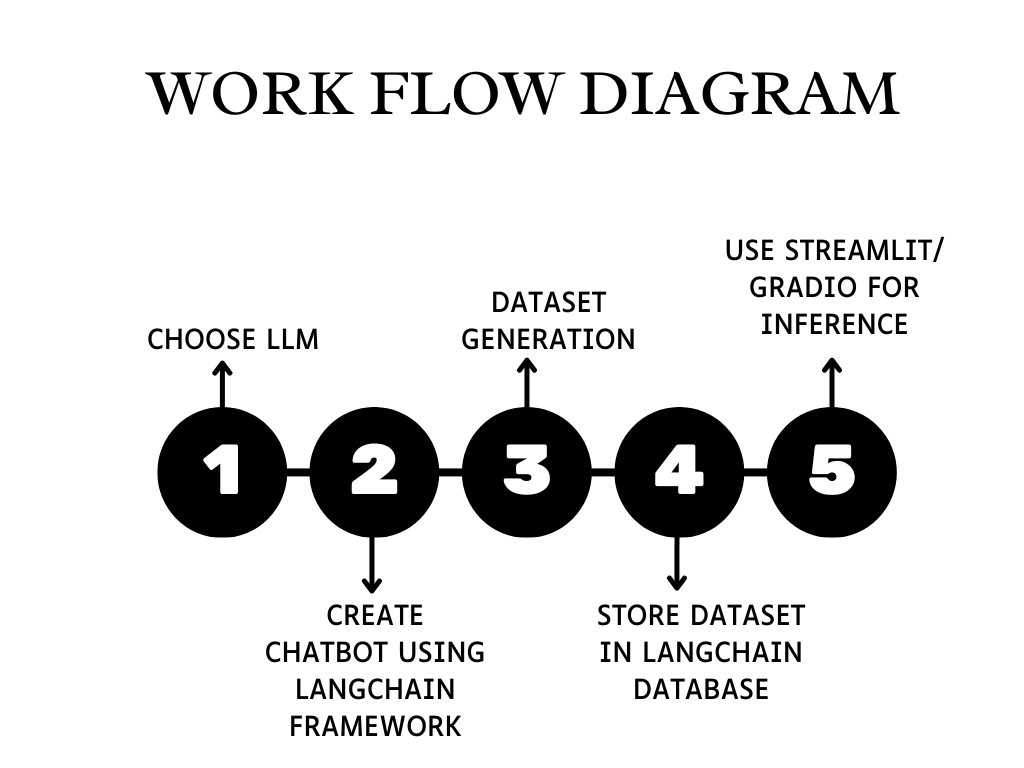 WORK FLOW DIAGRAM
USE STREAMLIT/
GRADIO FOR
INFERENCE
DATASET
GENERATION
CHOOSE LLM
1
2
3
4
5
CREATE
CHATBOT USING
LANGCHAIN
FRAMEWORK
STORE DATASET
IN LANGCHAIN
DATABASE